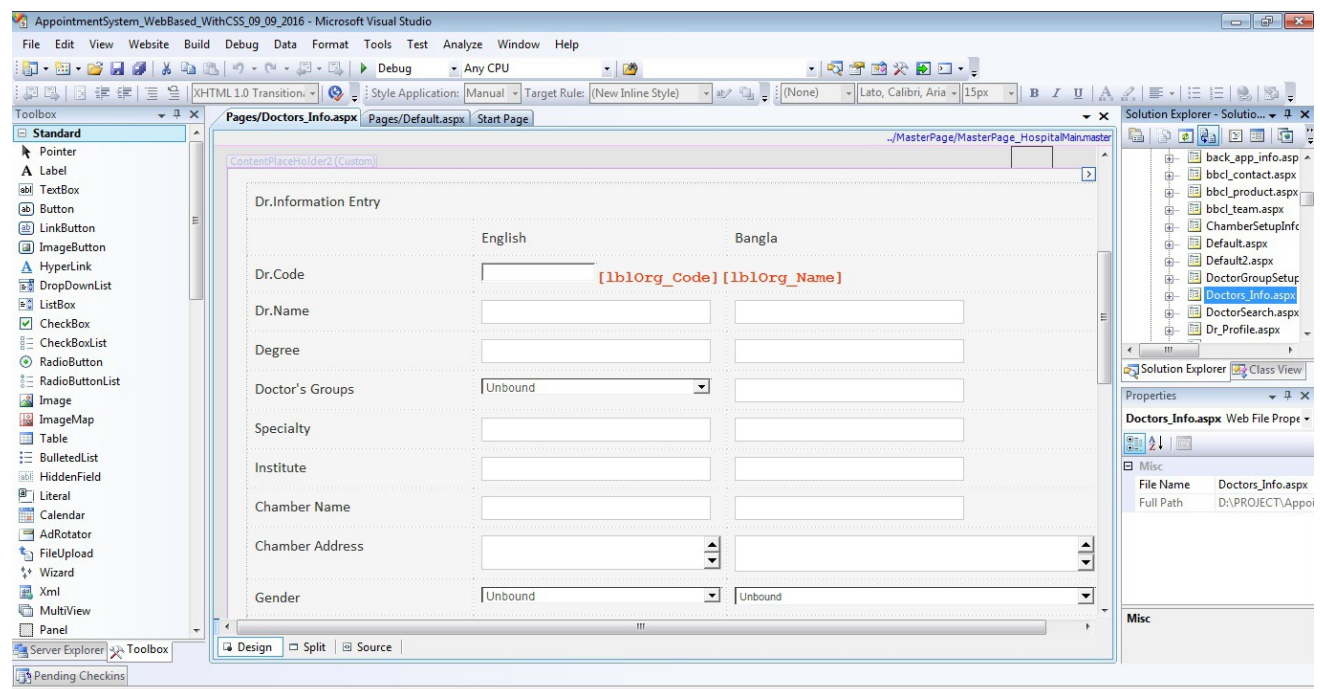 AppointmentSystem_WebBased_WithCSS_09_09_2016 - Microsoft Visual Studio
File Edit View Website Build Debug Data Format Tools Test Analyze Window Help
Debug Any CPU
XHTML 1.0 Transition Style Application: Manual Target Rule: (New Inline Style) (None) Lato, Calibri, Aria 15px B I U A
Toolbox
Standard
Pointer
A Label
TextBox
Button
LinkButton
ImageButton
HyperLink
DropDownList
ListBox
CheckBox
CheckBoxList
RadioButton
RadioButtonList
Image
ImageMap
Table
BulletedList
HiddenField
Literal
Calendar
AdRotator
FileUpload
Wizard
Xml
MultiView
Panel
Server Explorer Toolbox
Pending Checkins
Pages/Doctors_Info.aspx Pages/Default.aspx Start Page
../MasterPage/MasterPage_HospitalMain.master
ContentPlaceHolder2 (Custom)
Dr.Information Entry
English Bangla
Dr.Code [lblOrg_Code][lblOrg_Name]
Dr.Name
Degree
Doctor's Groups Unbound
Specialty
Institute
Chamber Name
Chamber Address
Gender Unbound Unbound
Design Split Source
Solution Explorer - Solutio...
back_app_info.asp
bbcl_contact.aspx
bbcl_product.aspx
bbcl_team.aspx
ChamberSetupInfo
Default.aspx
Default2.aspx
DoctorGroupSetup
Doctors_Info.aspx
DoctorSearch.aspx
Dr_Profile.aspx
Solution Explorer Class View
Properties
Doctors_Info.aspx Web File Prope
Misc
File Name Doctors_Info.aspx
Full Path D:\PROJECT\Appoi
Misc